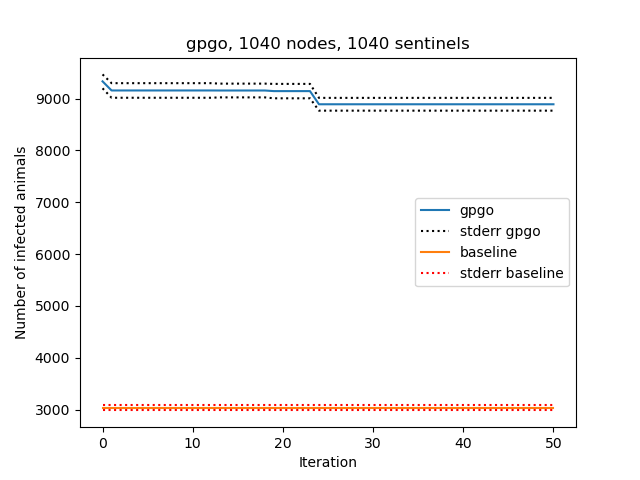 gpgo, 1040 nodes, 1040 sentinels
Number of infected animals
9000
8000
7000
6000
5000
4000
3000
gpgo
stderr gpgo
baseline
stderr baseline
0 10 20 30 40 50
Iteration